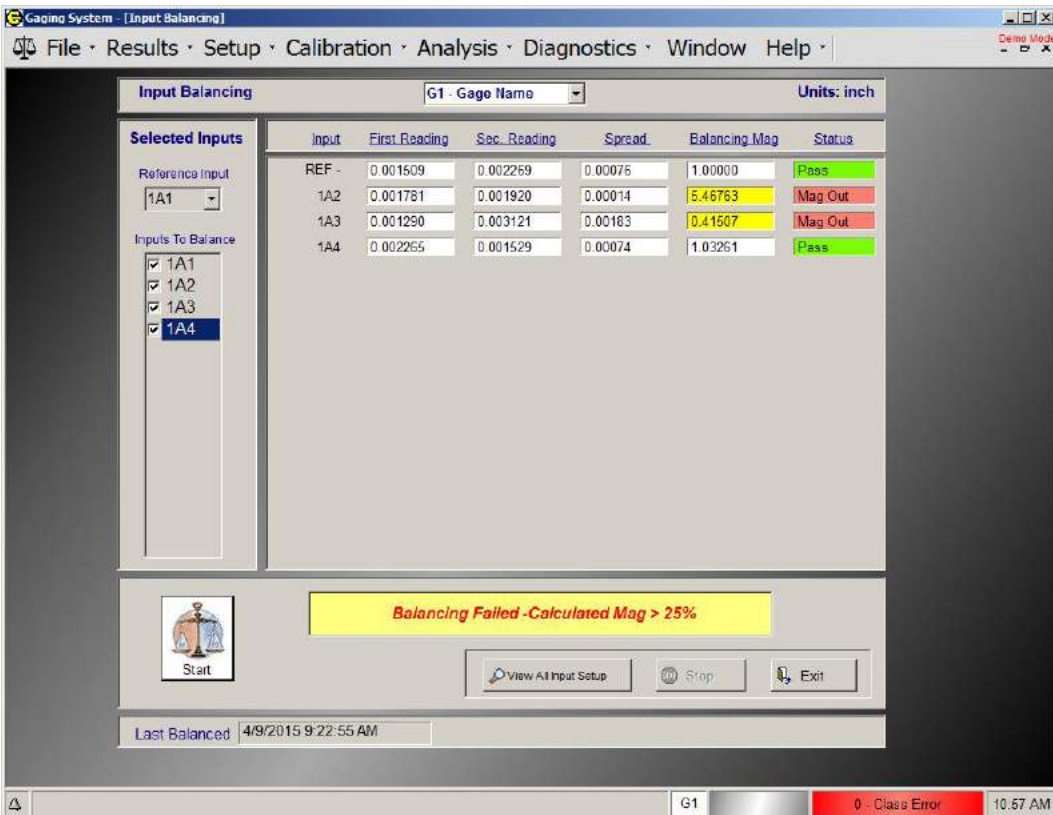 Gaging System - [Input Balancing]
File · Results · Setup · Calibration · Analysis · Diagnostics · Window Help ·
Demo Mode
Input Balancing G1 - Gage Name Units: inch
Selected Inputs
Reference Input
1A1
Inputs To Balance
1A1
1A2
1A3
1A4
Input First Reading Sec. Reading Spread Balancing Mag Status
REF - 0.001509 0.002269 0.00076 1.00000 Pass
1A2 0.001781 0.001920 0.00014 5.46763 Mag Out
1A3 0.001290 0.003121 0.00183 0.41507 Mag Out
1A4 0.002265 0.001529 0.00074 1.03261 Pass
Balancing Failed -Calculated Mag > 25%
Start
View All Input Setup Stop Exit
Last Balanced 4/9/2015 9:22:55 AM
G1 0 - Class Error 10:57 AM